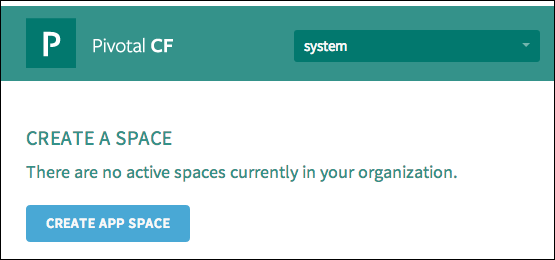 P Pivotal CF
system
CREATE A SPACE
There are no active spaces currently in your organization.
CREATE APP SPACE